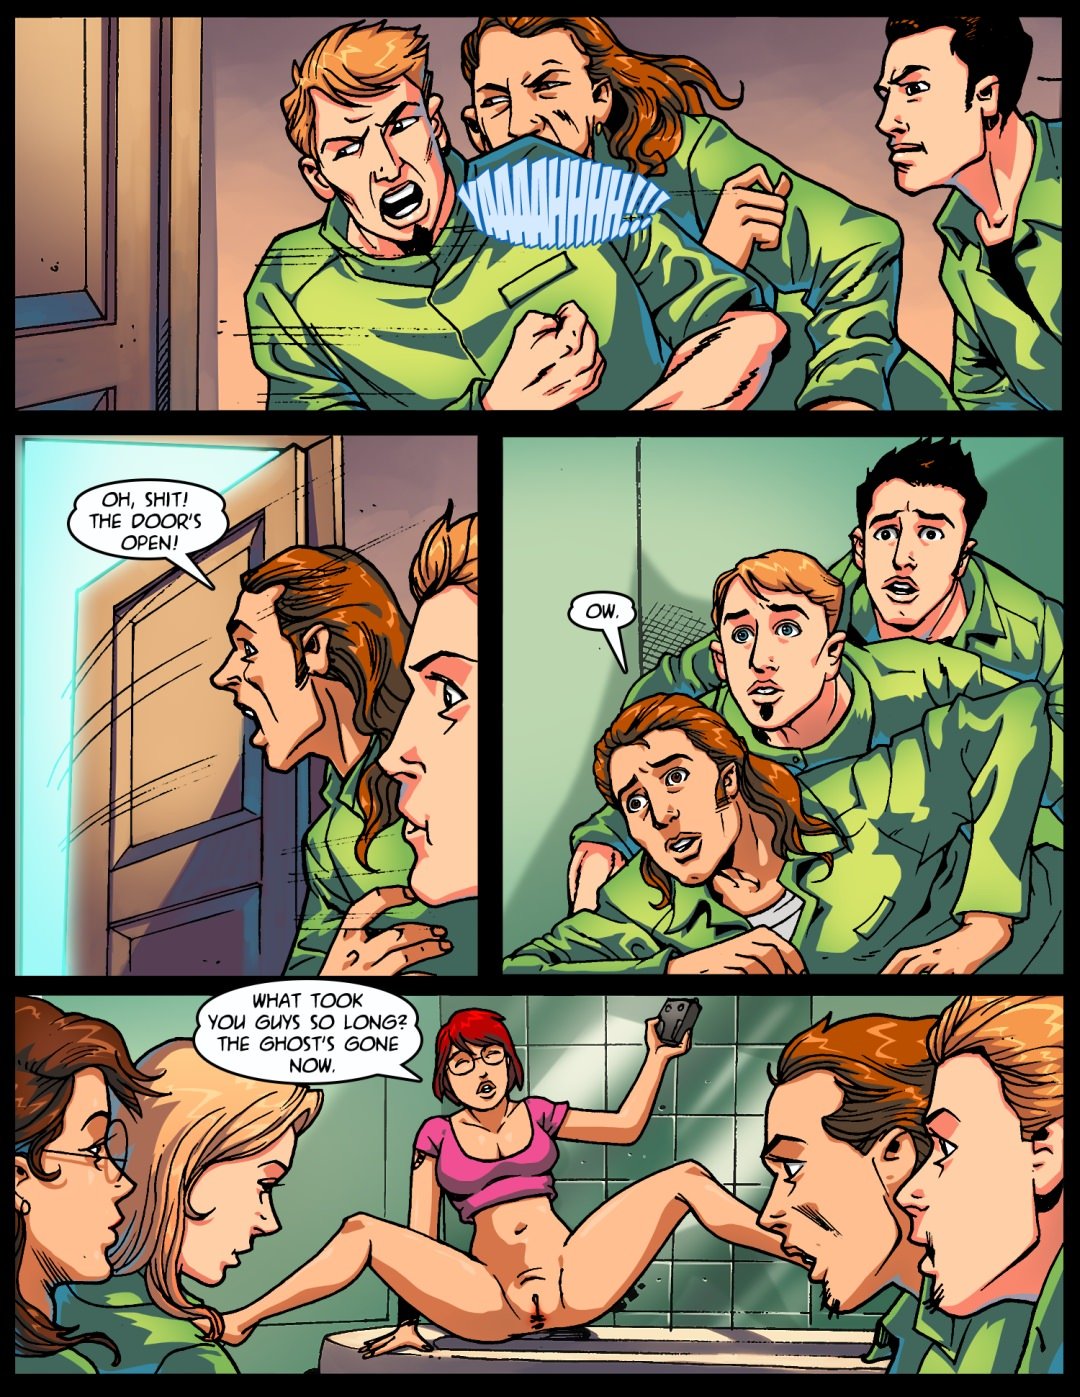 YAAAAHHHH!!!
OH, SHIT!
THE DOOR'S
OPEN!
OW.
WHAT TOOK
YOU GUYS SO LONG?
THE GHOST'S GONE
NOW.